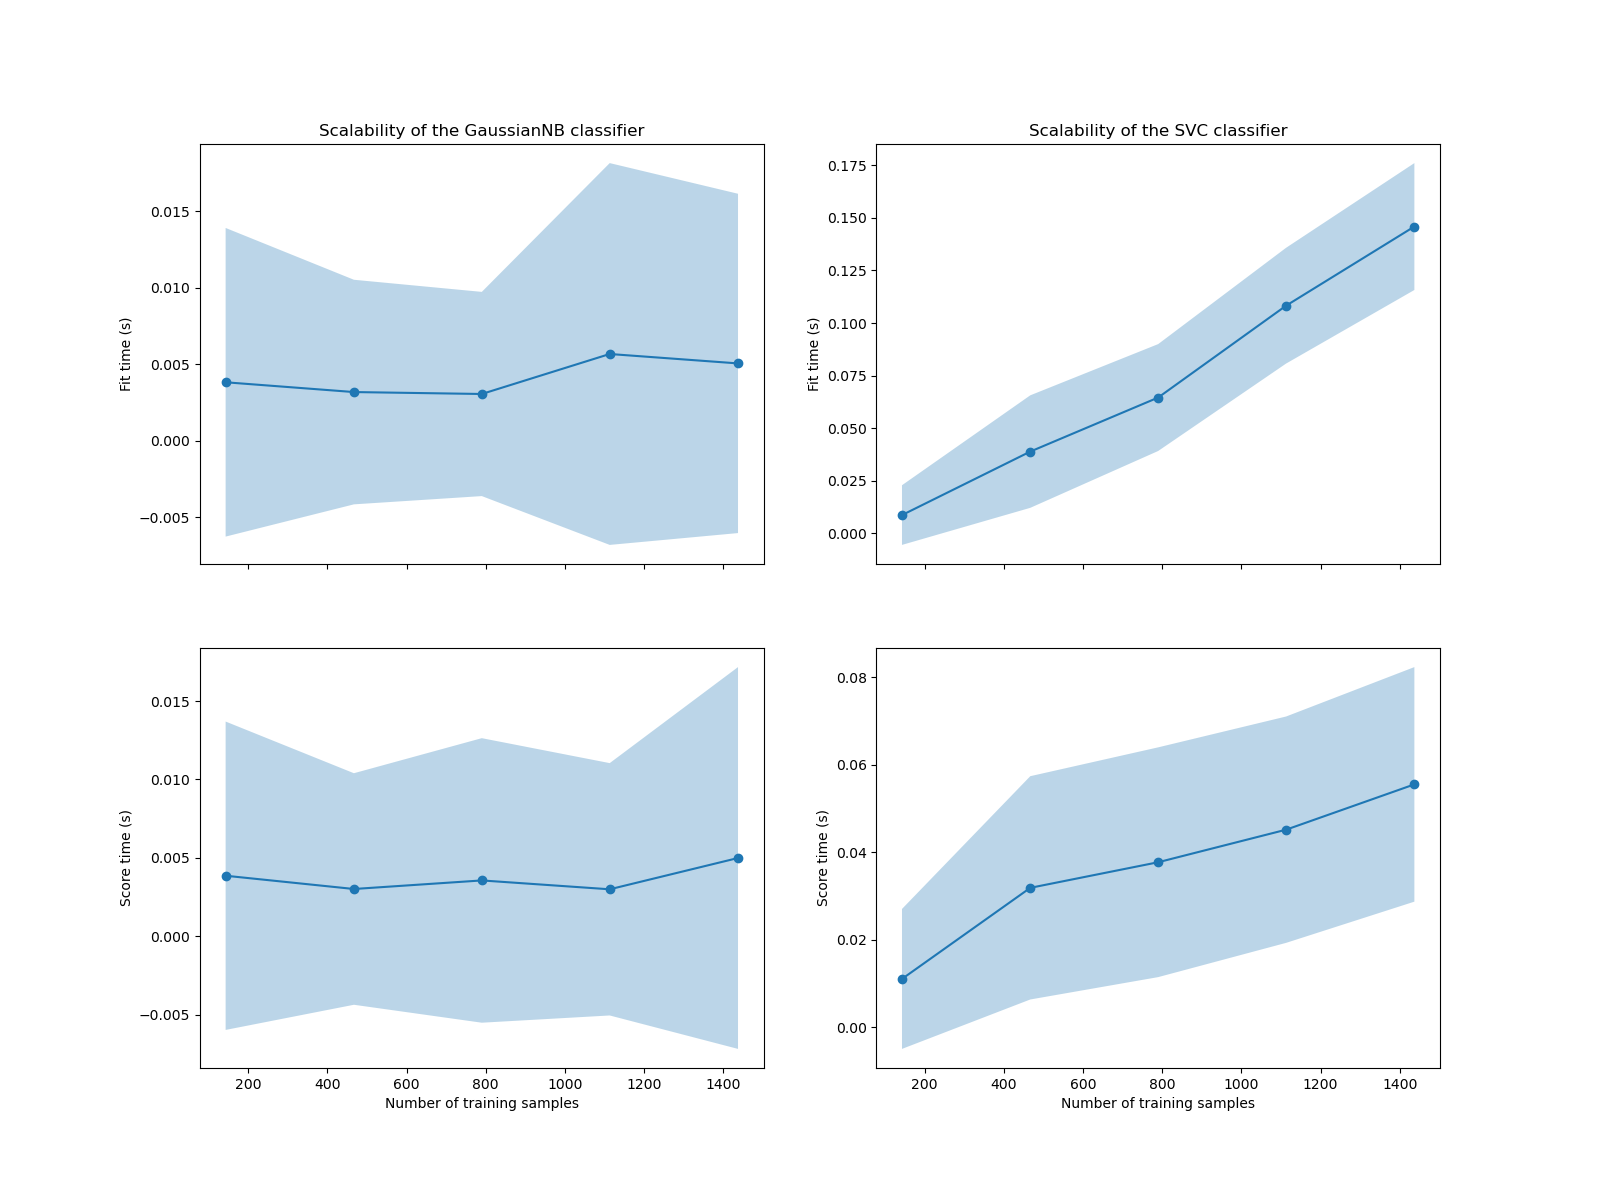 Scalability of the GaussianNB classifier
0.015
0.010
0.005
0.000
−0.005
Fit time (s)
Scalability of the SVC classifier
0.175
0.150
0.125
0.100
0.075
0.050
0.025
0.000
Fit time (s)
0.015
0.010
0.005
0.000
−0.005
Score time (s)
200 400 600 800 1000 1200 1400
Number of training samples
0.08
0.06
0.04
0.02
0.00
Score time (s)
200 400 600 800 1000 1200 1400
Number of training samples